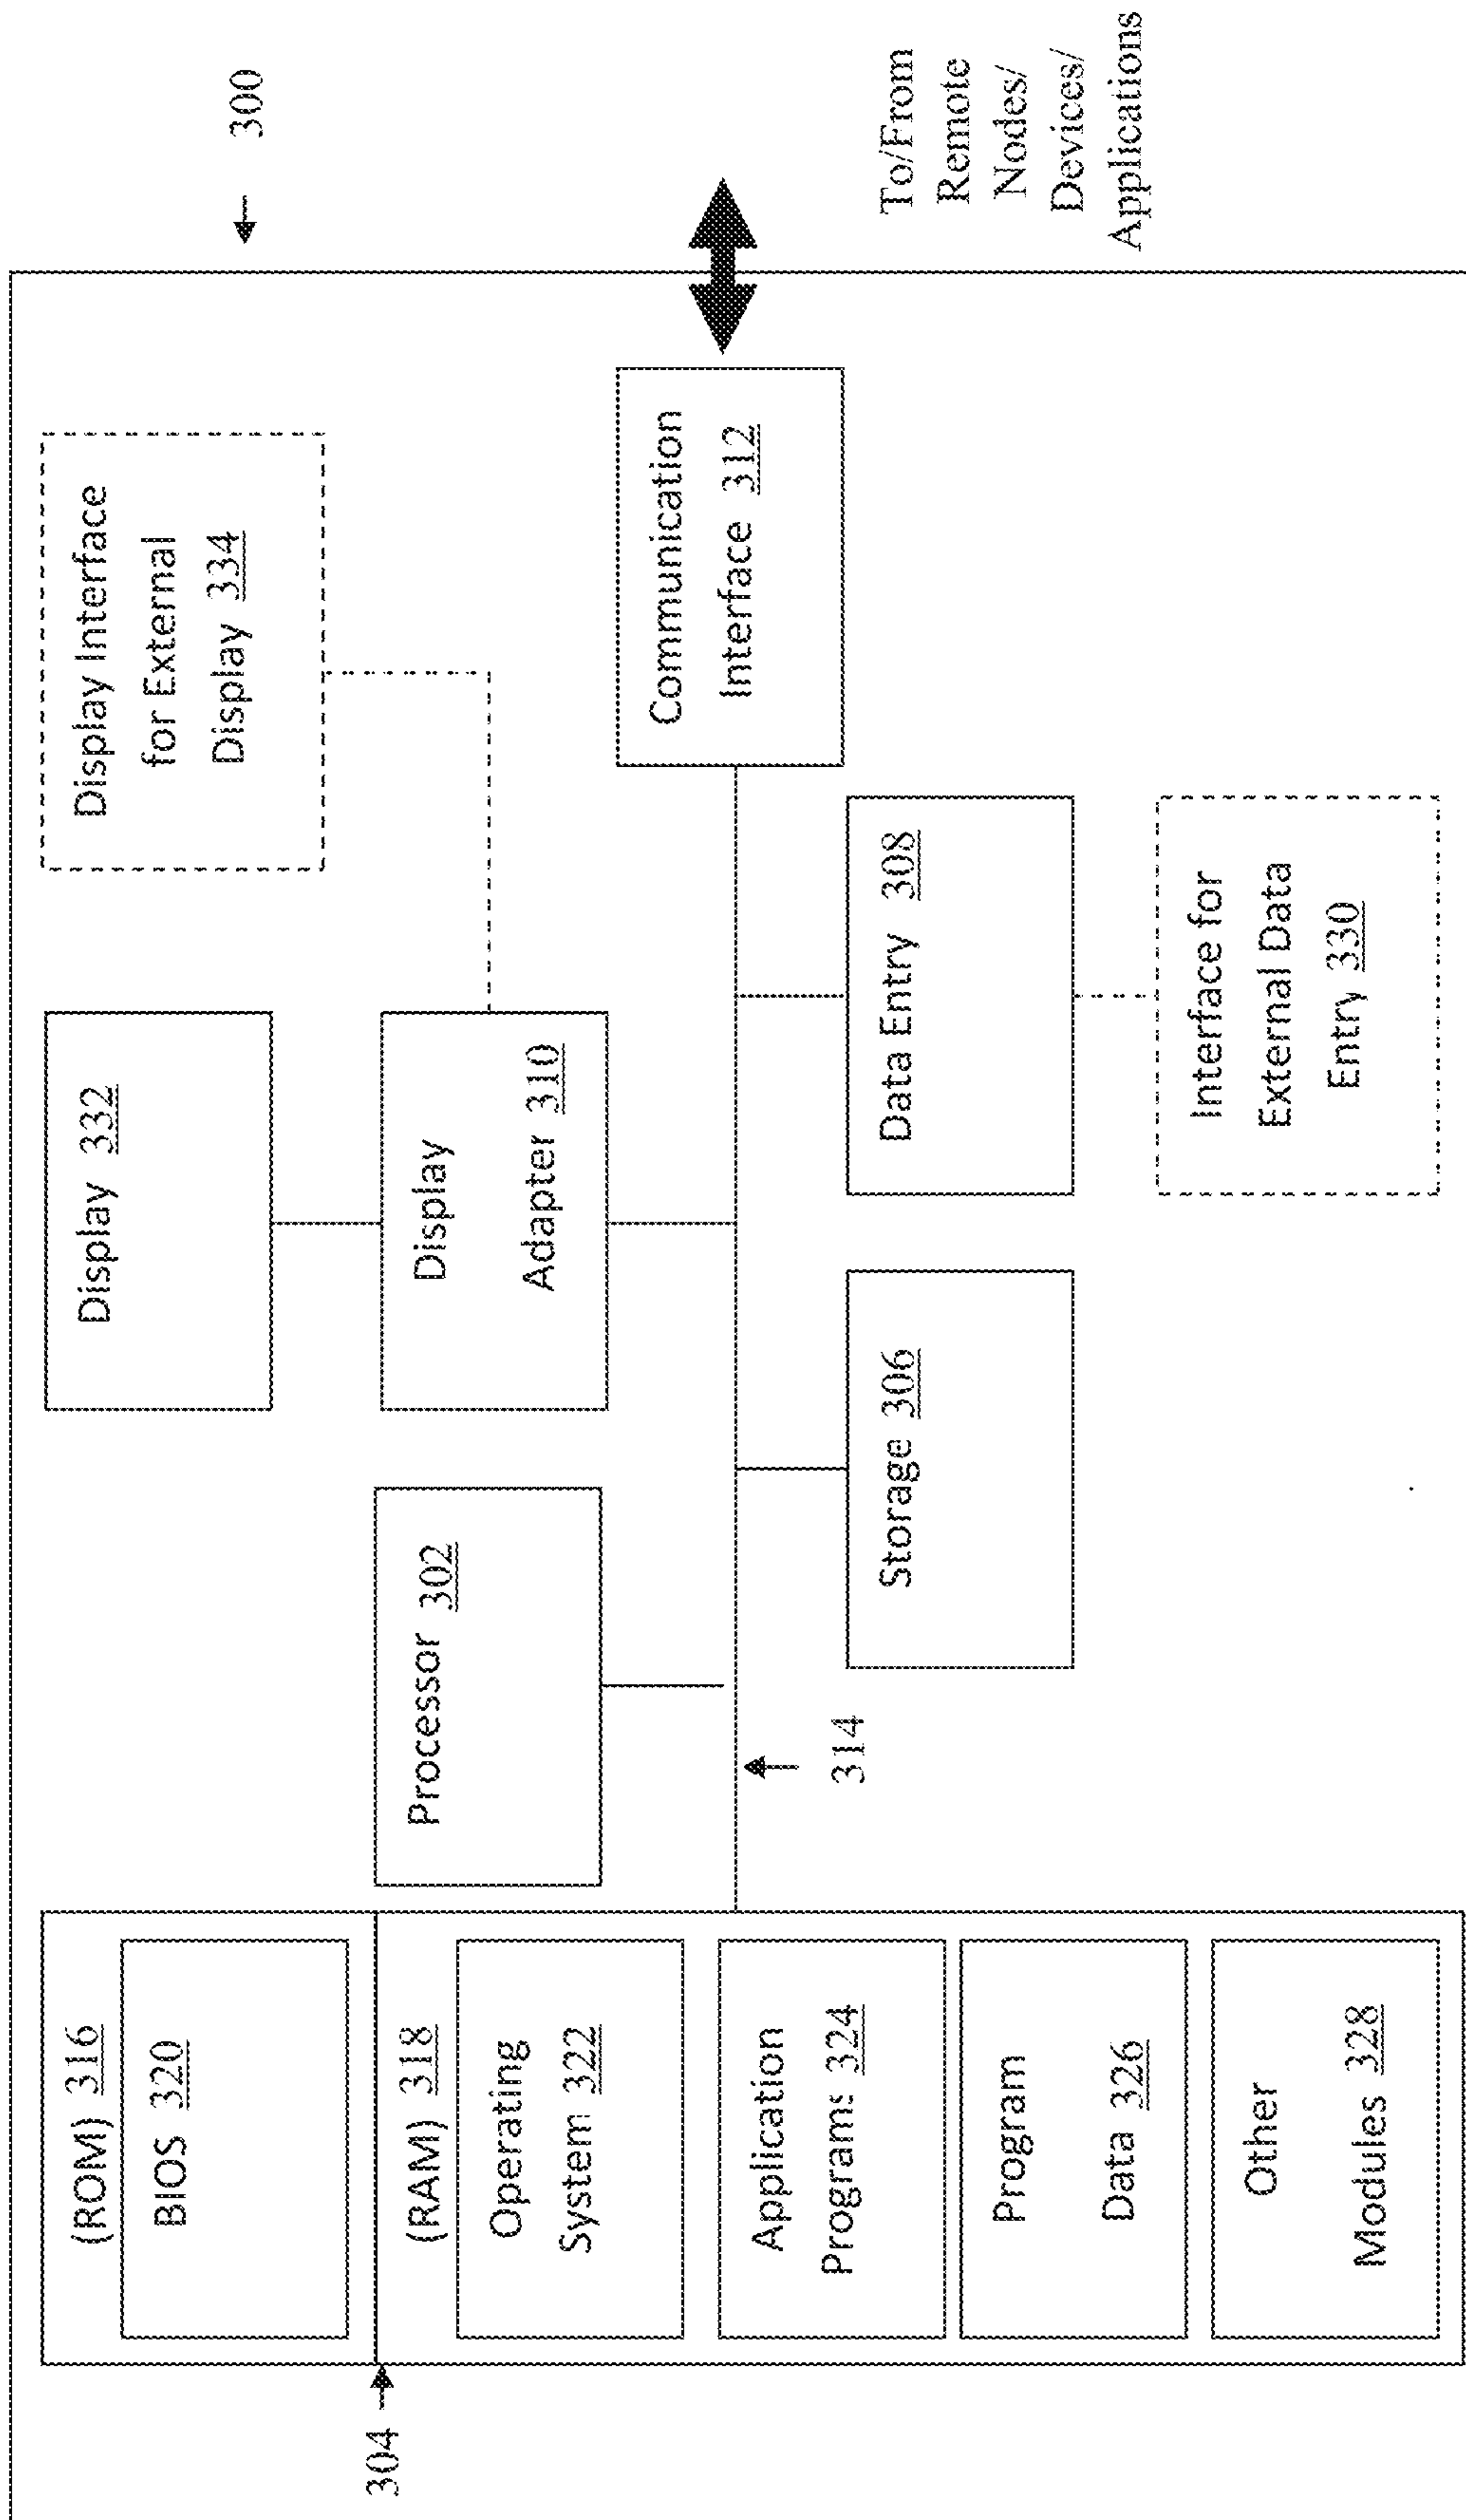 300
(ROM) 316
BIOS 320
304
(RAM) 318
Operating
System 322
Application
Programs 324
Program
Data 326
Other
Modules 328
Processor 302
314
Storage 306
Display 332
Display
Adapter 310
Data Entry 308
Interface for
External Data
Entry 330
Display Interface
for External
Display 334
Communication
Interface 312
To/From
Remote
Nodes/
Devices/
Applications